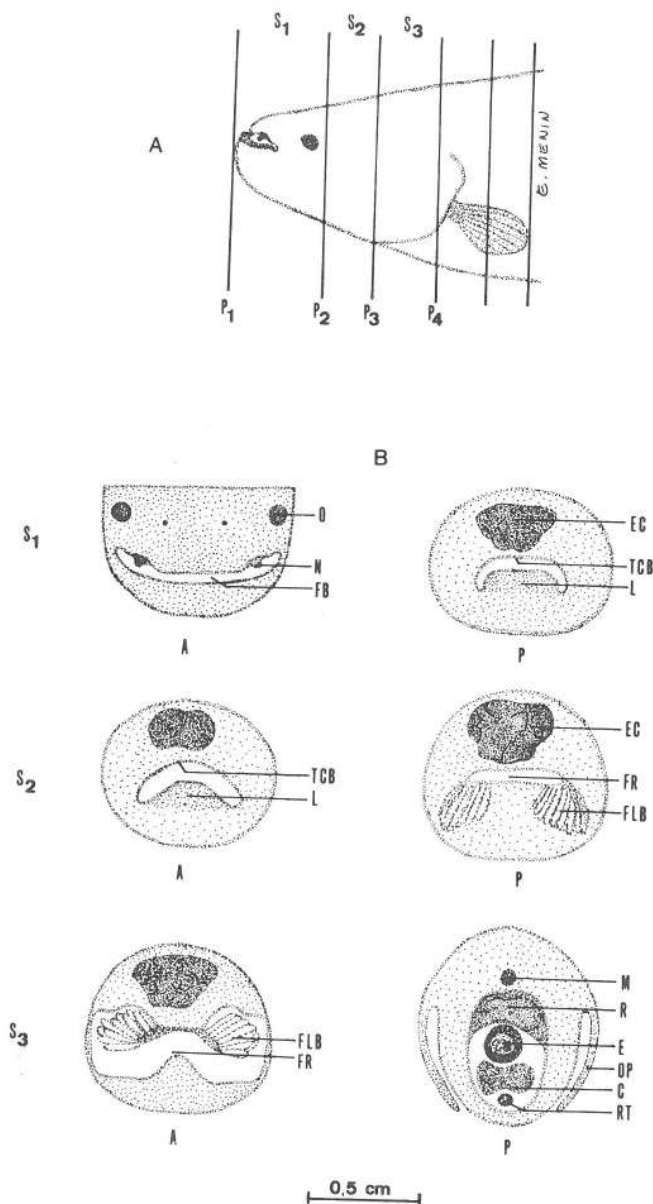 S1 S2 S3
A
E. MENIN
P1 P2 P3 P4
B
S1
O
N
FB
A
EC
TCB
L
P
S2
TCB
L
A
EC
FR
FLB
P
S3
FLB
FR
A
M
R
E
OP
C
RT
P
0,5 cm